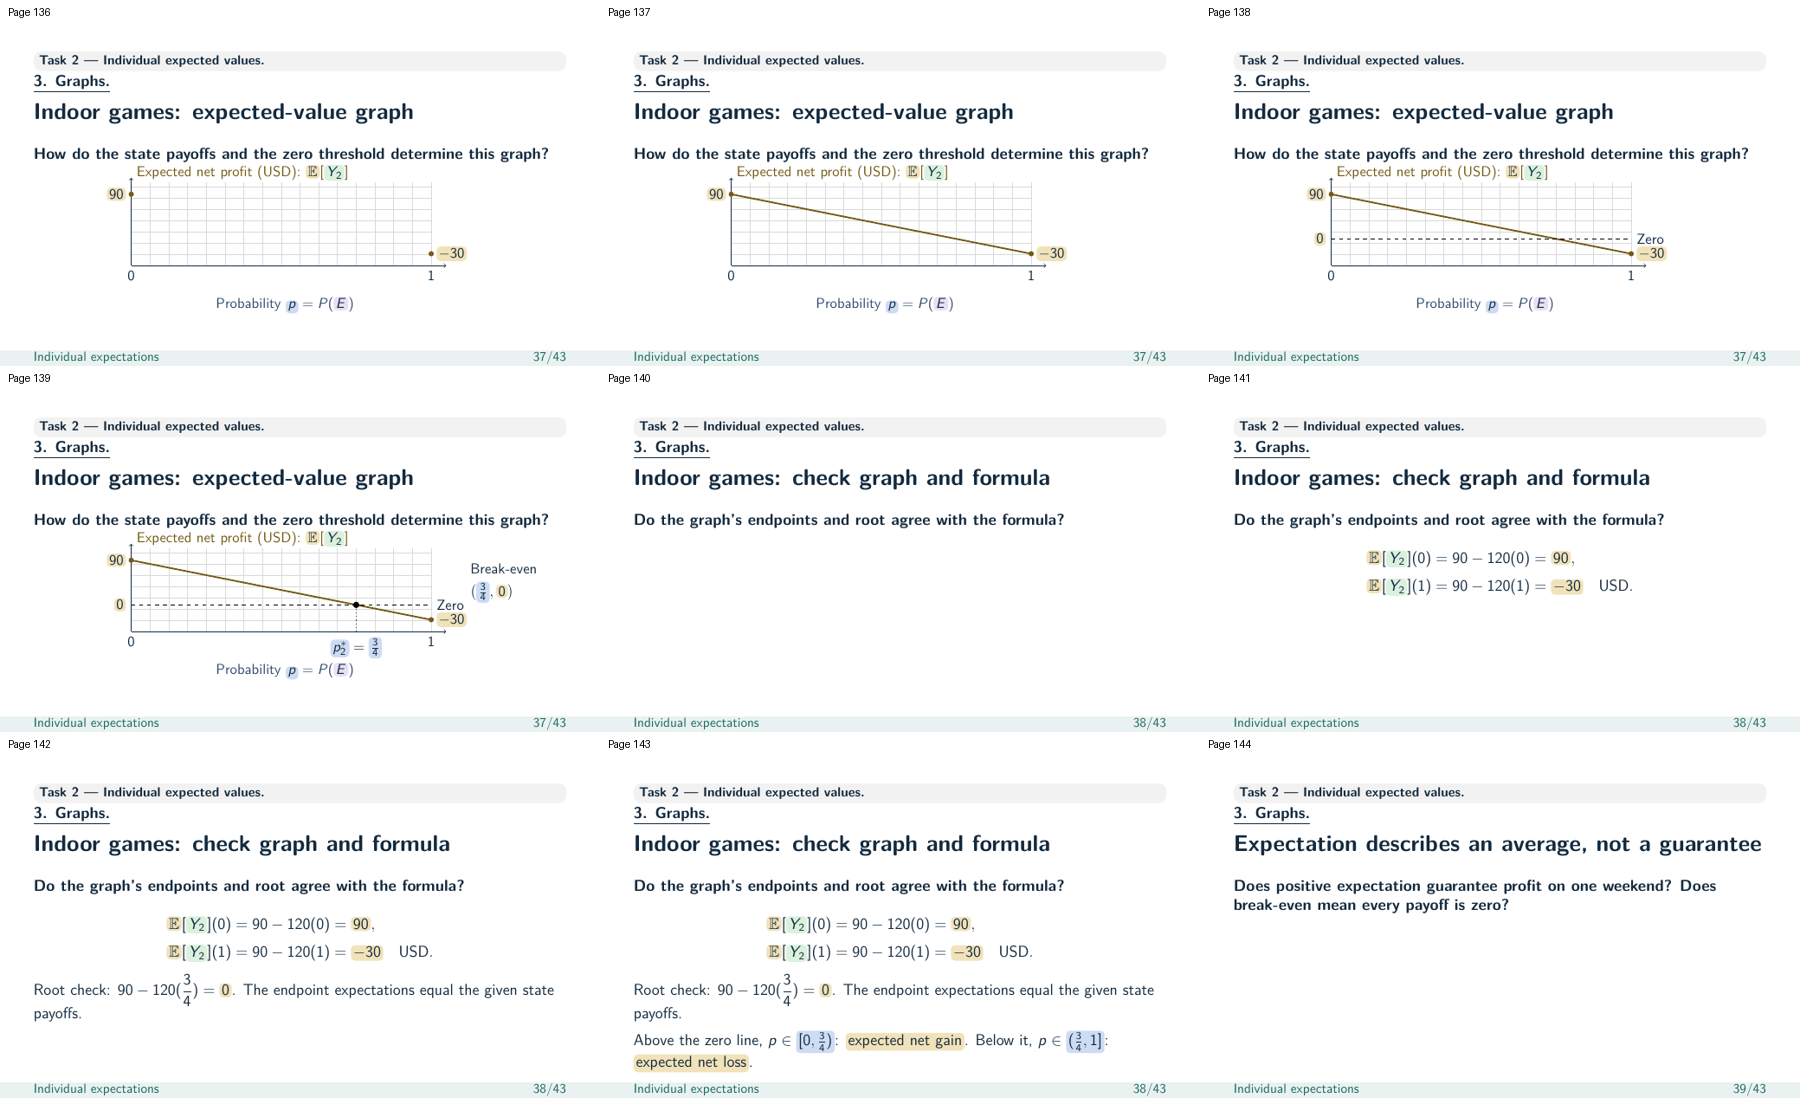 Page 136
Task 2 — Individual expected values.
3. Graphs.
Indoor games: expected-value graph
How do the state payoffs and the zero threshold determine this graph?
Expected net profit (USD): 𝔼[Y₂]
90
−30
0 1
Probability p = P(E)
Individual expectations 37/43
Page 137
Task 2 — Individual expected values.
3. Graphs.
Indoor games: expected-value graph
How do the state payoffs and the zero threshold determine this graph?
Expected net profit (USD): 𝔼[Y₂]
90
−30
0 1
Probability p = P(E)
Individual expectations 37/43
Page 138
Task 2 — Individual expected values.
3. Graphs.
Indoor games: expected-value graph
How do the state payoffs and the zero threshold determine this graph?
Expected net profit (USD): 𝔼[Y₂]
90
0 Zero
−30
0 1
Probability p = P(E)
Individual expectations 37/43
Page 139
Task 2 — Individual expected values.
3. Graphs.
Indoor games: expected-value graph
How do the state payoffs and the zero threshold determine this graph?
Expected net profit (USD): 𝔼[Y₂]
90
Break-even
(3/4, 0)
0 Zero
−30
0 1
p₂* = 3/4
Probability p = P(E)
Individual expectations 37/43
Page 140
Task 2 — Individual expected values.
3. Graphs.
Indoor games: check graph and formula
Do the graph's endpoints and root agree with the formula?
Individual expectations 38/43
Page 141
Task 2 — Individual expected values.
3. Graphs.
Indoor games: check graph and formula
Do the graph's endpoints and root agree with the formula?
𝔼[Y₂](0) = 90 − 120(0) = 90,
𝔼[Y₂](1) = 90 − 120(1) = −30 USD.
Individual expectations 38/43
Page 142
Task 2 — Individual expected values.
3. Graphs.
Indoor games: check graph and formula
Do the graph's endpoints and root agree with the formula?
𝔼[Y₂](0) = 90 − 120(0) = 90,
𝔼[Y₂](1) = 90 − 120(1) = −30 USD.
Root check: 90 − 120(3/4) = 0. The endpoint expectations equal the given state
payoffs.
Individual expectations 38/43
Page 143
Task 2 — Individual expected values.
3. Graphs.
Indoor games: check graph and formula
Do the graph's endpoints and root agree with the formula?
𝔼[Y₂](0) = 90 − 120(0) = 90,
𝔼[Y₂](1) = 90 − 120(1) = −30 USD.
Root check: 90 − 120(3/4) = 0. The endpoint expectations equal the given state
payoffs.
Above the zero line, p ∈ [0, 3/4): expected net gain. Below it, p ∈ (3/4, 1]:
expected net loss.
Individual expectations 38/43
Page 144
Task 2 — Individual expected values.
3. Graphs.
Expectation describes an average, not a guarantee
Does positive expectation guarantee profit on one weekend? Does
break-even mean every payoff is zero?
Individual expectations 39/43